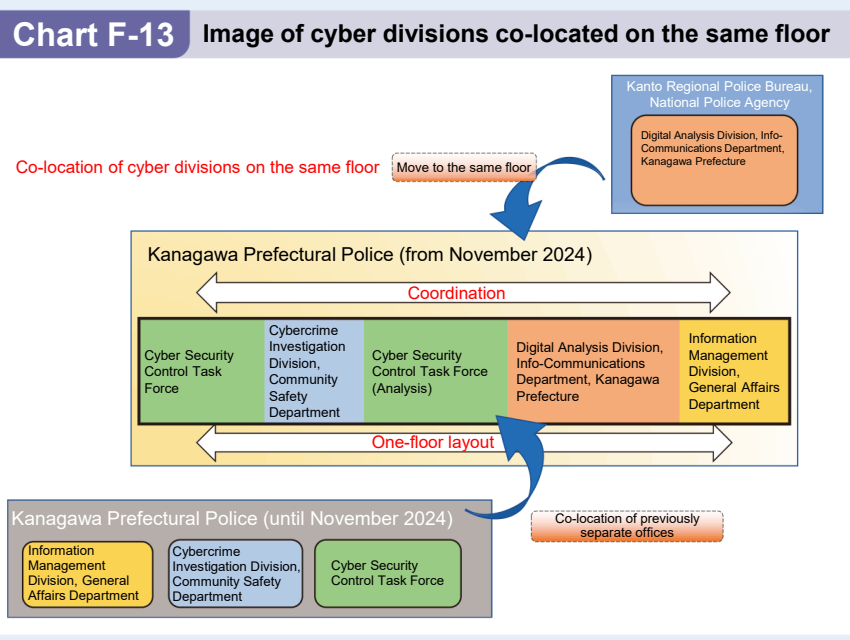 Chart F-13
Image of cyber divisions co-located on the same floor
Kanto Regional Police Bureau,
National Police Agency
Digital Analysis Division, Info-
Communications Department,
Kanagawa Prefecture
Co-location of cyber divisions on the same floor
Move to the same floor
Kanagawa Prefectural Police (from November 2024)
Coordination
Cyber Security
Control Task
Force
Cybercrime
Investigation
Division,
Community
Safety
Department
Cyber Security
Control Task Force
(Analysis)
Digital Analysis Division,
Info-Communications
Department, Kanagawa
Prefecture
Information
Management
Division,
General Affairs
Department
One-floor layout
Kanagawa Prefectural Police (until November 2024)
Information
Management
Division, General
Affairs Department
Cybercrime
Investigation Division,
Community Safety
Department
Cyber Security
Control Task Force
Co-location of previously
separate offices